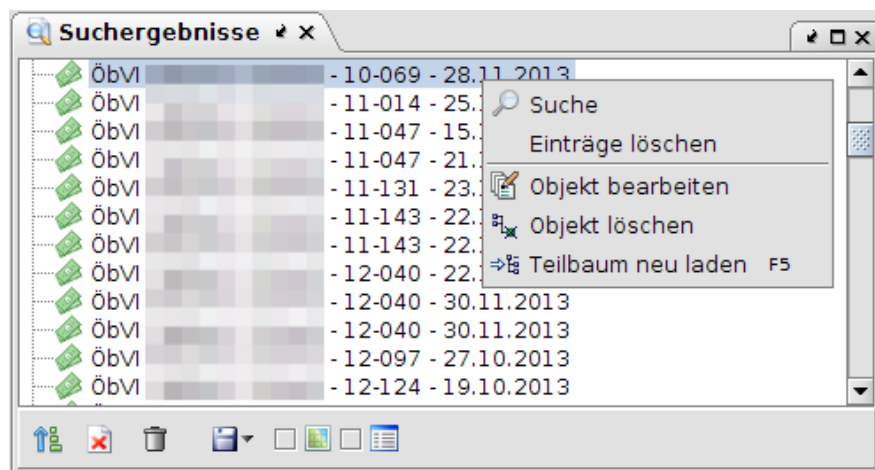 Suchergebnisse
ÖbVI - 10-069 - 28.11.2013
ÖbVI - 11-014 - 25.
ÖbVI - 11-047 - 15.
ÖbVI - 11-047 - 21.
ÖbVI - 11-131 - 23.
ÖbVI - 11-143 - 22.
ÖbVI - 11-143 - 22.
ÖbVI - 12-040 - 22.
ÖbVI - 12-040 - 30.11.2013
ÖbVI - 12-040 - 30.11.2013
ÖbVI - 12-097 - 27.10.2013
ÖbVI - 12-124 - 19.10.2013
Suche
Einträge löschen
Objekt bearbeiten
Objekt löschen
Teilbaum neu laden F5